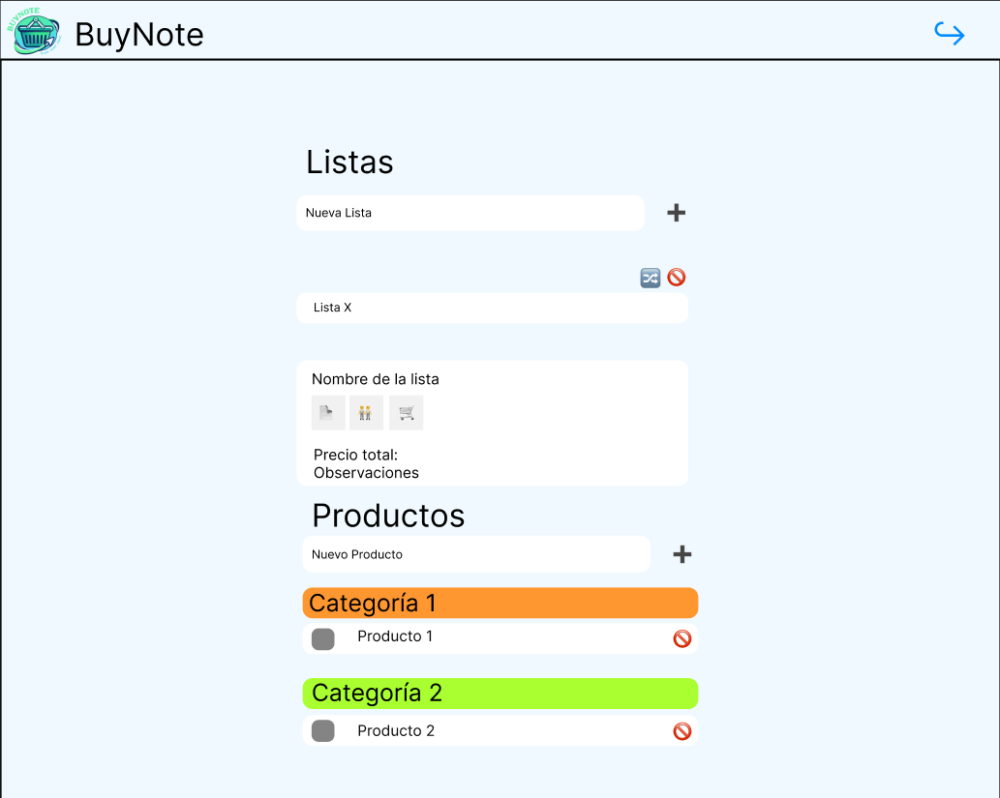 BUYNOTE
BuyNote
Listas
Nueva Lista
Lista X
Nombre de la lista
Precio total:
Observaciones
Productos
Nuevo Producto
Categoría 1
Producto 1
Categoría 2
Producto 2